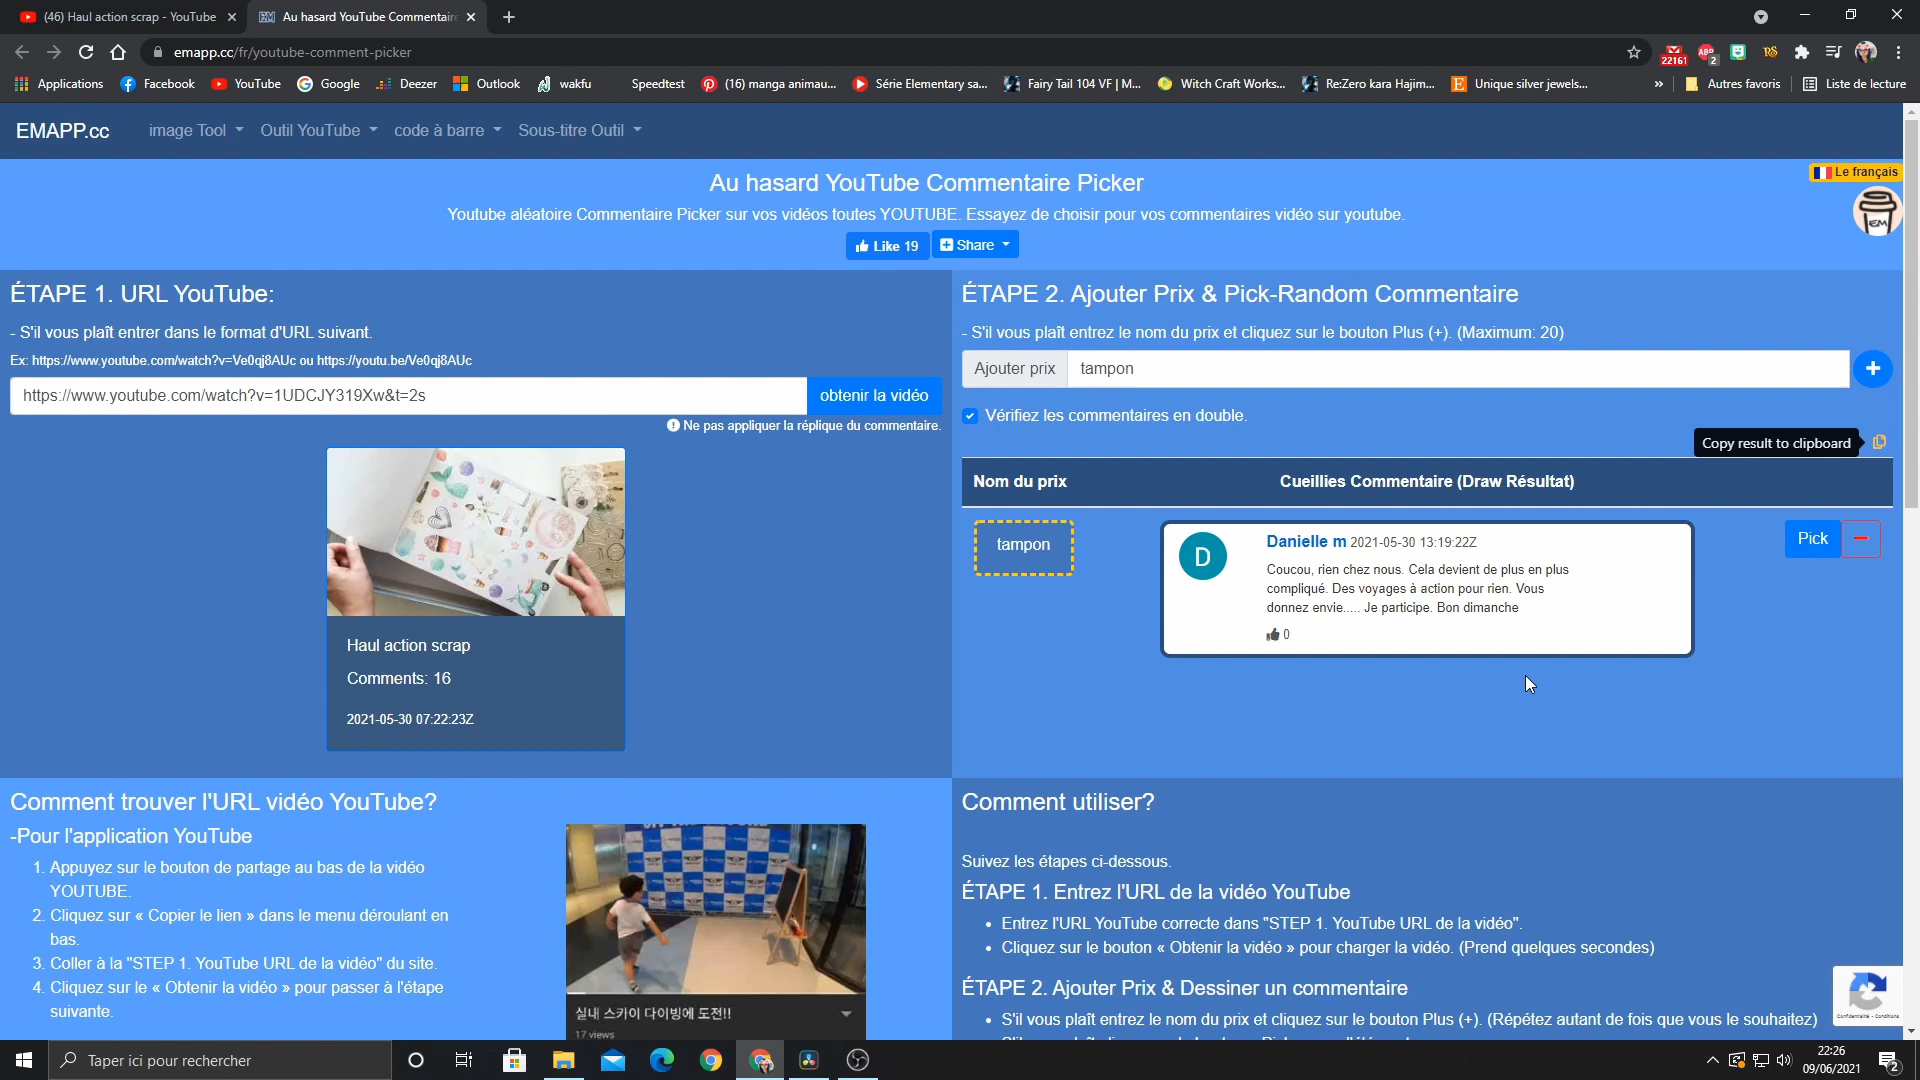 (46) Haul action scrap - YouTube
Au hasard YouTube Commentaire
emapp.cc/fr/youtube-comment-picker
22161
ABP
2
RS
Applications
Facebook
YouTube
Google
Deezer
Outlook
wakfu
Speedtest
(16) manga animau...
Série Elementary sa...
Fairy Tail 104 VF | M...
Witch Craft Works...
Re:Zero kara Hajim...
Unique silver jewels...
»
Autres favoris
Liste de lecture
EMAPP.cc
image Tool
Outil YouTube
code à barre
Sous-titre Outil
Le français
EM
Au hasard YouTube Commentaire Picker
Youtube aléatoire Commentaire Picker sur vos vidéos toutes YOUTUBE. Essayez de choisir pour vos commentaires vidéo sur youtube.
Like 19
Share
ÉTAPE 1. URL YouTube:
- S'il vous plaît entrer dans le format d'URL suivant.
Ex: https://www.youtube.com/watch?v=Ve0qj8AUc ou https://youtu.be/Ve0qj8AUc
https://www.youtube.com/watch?v=1UDCJY319Xw&t=2s
obtenir la vidéo
Ne pas appliquer la réplique du commentaire.
Haul action scrap
Comments: 16
2021-05-30 07:22:23Z
ÉTAPE 2. Ajouter Prix & Pick-Random Commentaire
- S'il vous plaît entrez le nom du prix et cliquez sur le bouton Plus (+). (Maximum: 20)
Ajouter prix
tampon
+
Vérifiez les commentaires en double.
Copy result to clipboard
Nom du prix
Cueillies Commentaire (Draw Résultat)
tampon
D
Danielle m 2021-05-30 13:19:22Z
Coucou, rien chez nous. Cela devient de plus en plus
compliqué. Des voyages à action pour rien. Vous
donnez envie..... Je participe. Bon dimanche
0
Pick
Comment trouver l'URL vidéo YouTube?
-Pour l'application YouTube
1. Appuyez sur le bouton de partage au bas de la vidéo
YOUTUBE.
2. Cliquez sur « Copier le lien » dans le menu déroulant en
bas.
3. Coller à la "STEP 1. YouTube URL de la vidéo" du site.
4. Cliquez sur le « Obtenir la vidéo » pour passer à l'étape
suivante.
실내 스카이 다이빙에 도전!!
17 views
Comment utiliser?
Suivez les étapes ci-dessous.
ÉTAPE 1. Entrez l'URL de la vidéo YouTube
• Entrez l'URL YouTube correcte dans "STEP 1. YouTube URL de la vidéo".
• Cliquez sur le bouton « Obtenir la vidéo » pour charger la vidéo. (Prend quelques secondes)
ÉTAPE 2. Ajouter Prix & Dessiner un commentaire
• S'il vous plaît entrez le nom du prix et cliquez sur le bouton Plus (+). (Répétez autant de fois que vous le souhaitez)
Confidentialité - Conditions
Taper ici pour rechercher
22:26
09/06/2021
2